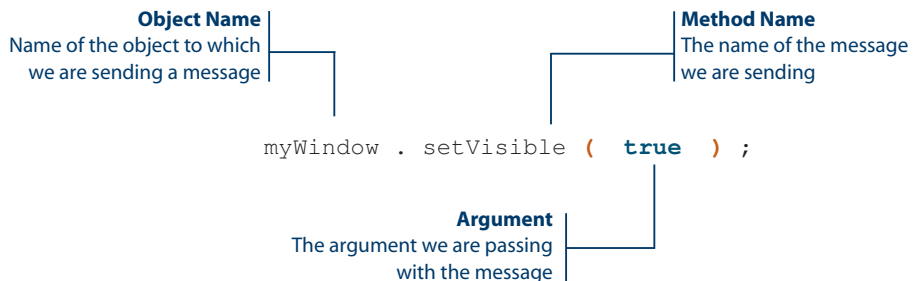 Object Name
Name of the object to which
we are sending a message
Method Name
The name of the message
we are sending
myWindow . setVisible ( true ) ;
Argument
The argument we are passing
with the message